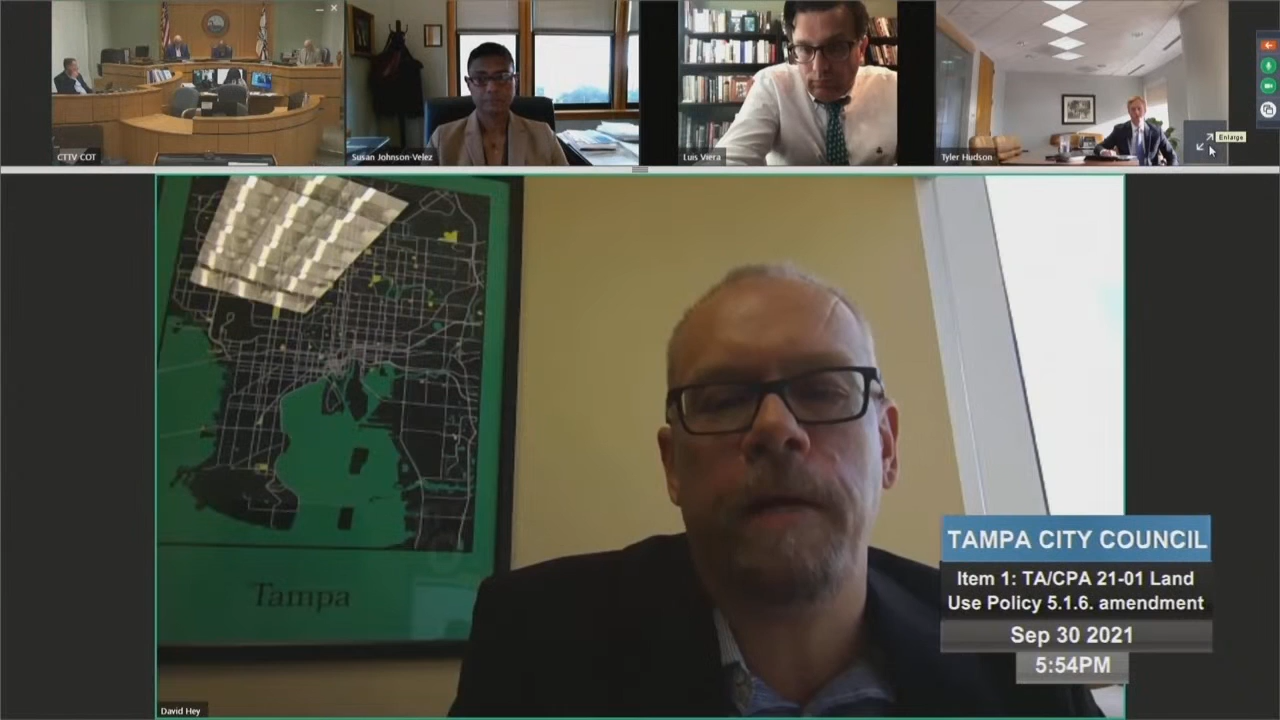 CTTV COT
Susan Johnson-Velez
Luis Viera
Tyler Hudson
Enlarge
Tampa
TAMPA CITY COUNCIL
Item 1: TA/CPA 21-01 Land
Use Policy 5.1.6. amendment
Sep 30 2021
5:54PM
David Hey